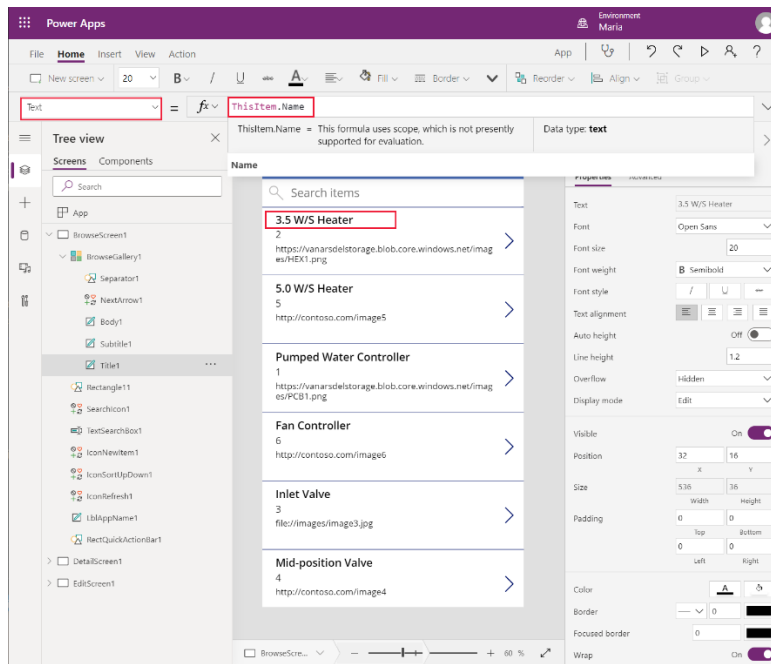 Power Apps
Environment
Maria
File Home Insert View Action App
New screen 20 B / U abc A Fill Border Reorder Align Group
Text = fx ThisItem.Name
ThisItem.Name = This formula uses scope, which is not presently supported for evaluation.
Data type: text
Name
Tree view
Screens Components
Search
App
BrowseScreen1
BrowseGallery1
Separator1
NextArrow1
Body1
Subtitle1
Title1 ...
Rectangle11
SearchIcon1
TextSearchBox1
IconNewItem1
IconSortUpDown1
IconRefresh1
LblAppName1
RectQuickActionBar1
DetailScreen1
EditScreen1
Search items
3.5 W/S Heater
2
https://vanarsdelstorage.blob.core.windows.net/imag
es/HEX1.png
5.0 W/S Heater
5
http://contoso.com/image5
Pumped Water Controller
1
https://vanarsdelstorage.blob.core.windows.net/imag
es/PCB1.png
Fan Controller
6
http://contoso.com/image6
Inlet Valve
3
file://images/image3.jpg
Mid-position Valve
4
http://contoso.com/image4
BrowseScre... — + 60 %
Properties Advanced
Text 3.5 W/S Heater
Font Open Sans
Font size 20
Font weight B Semibold
Font style / U
Text alignment
Auto height Off
Line height 1.2
Overflow Hidden
Display mode Edit
Visible On
Position 32 16
X Y
Size 536 36
Width Height
Padding 0 0
Top Bottom
0 0
Left Right
Color A
Border 0
Focused border 0
Wrap On